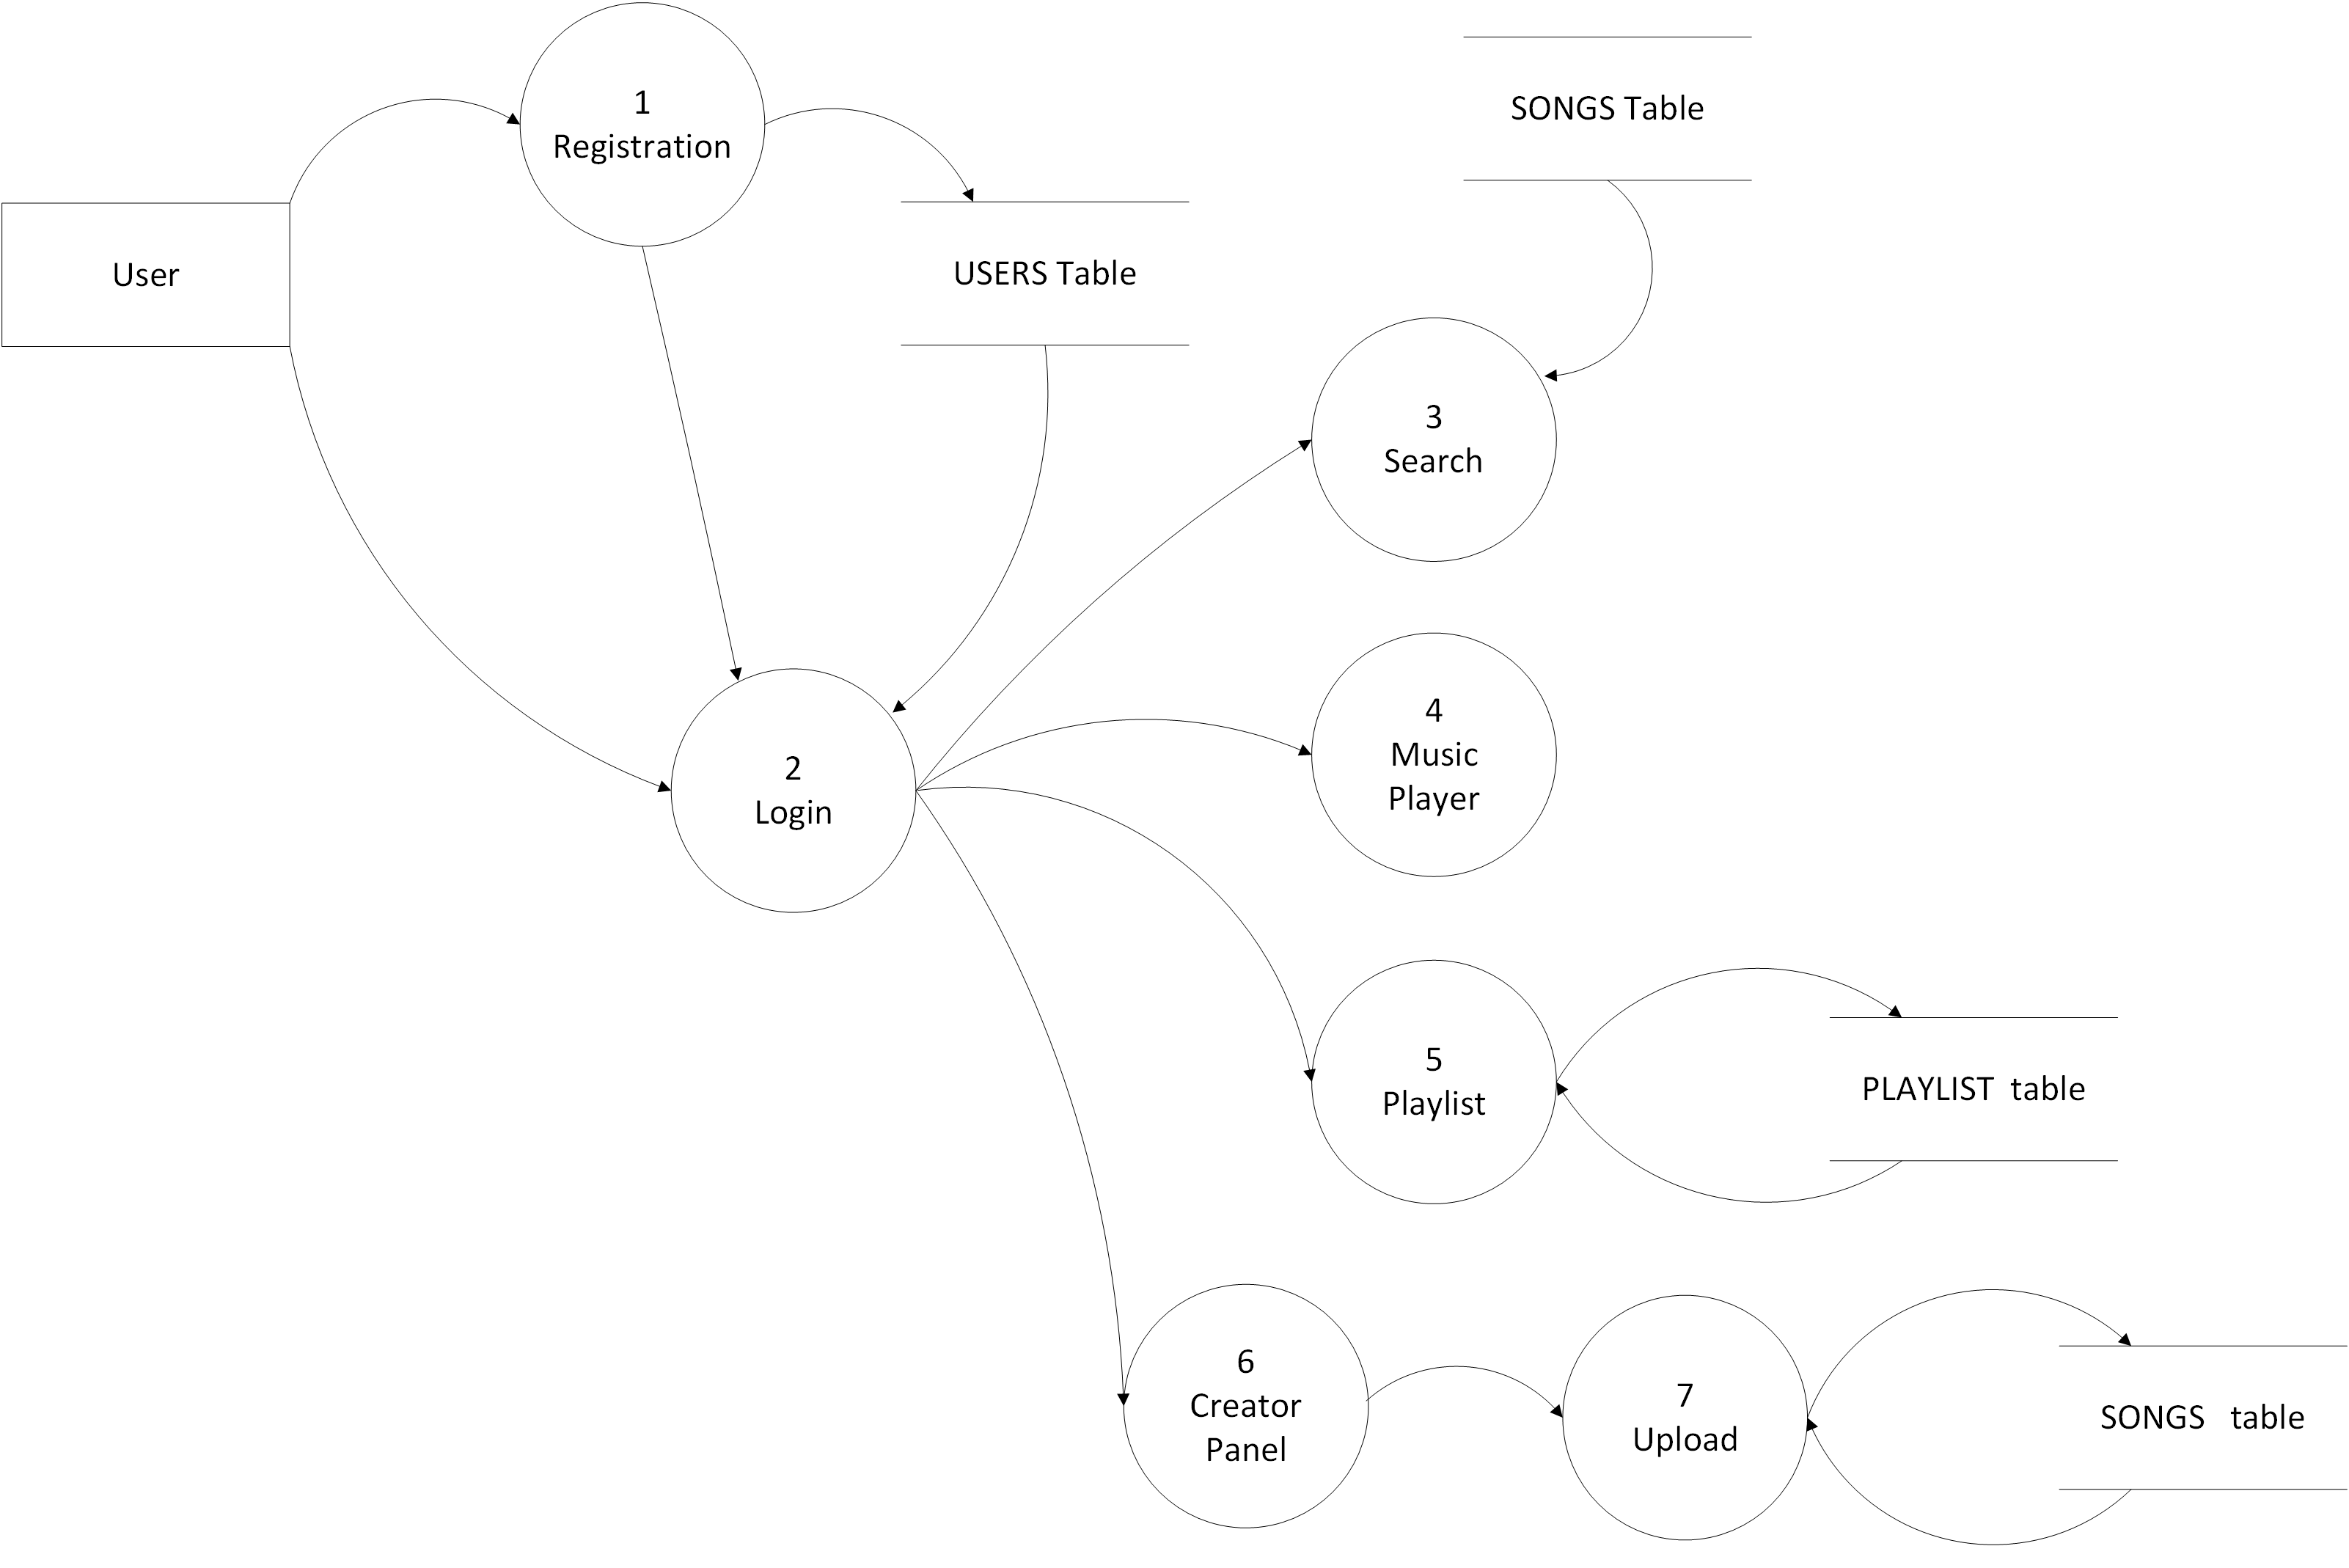 1
Registration
SONGS Table
User
USERS Table
3
Search
4
Music
Player
2
Login
5
Playlist
PLAYLIST  table
6
Creator
Panel
7
Upload
SONGS   table